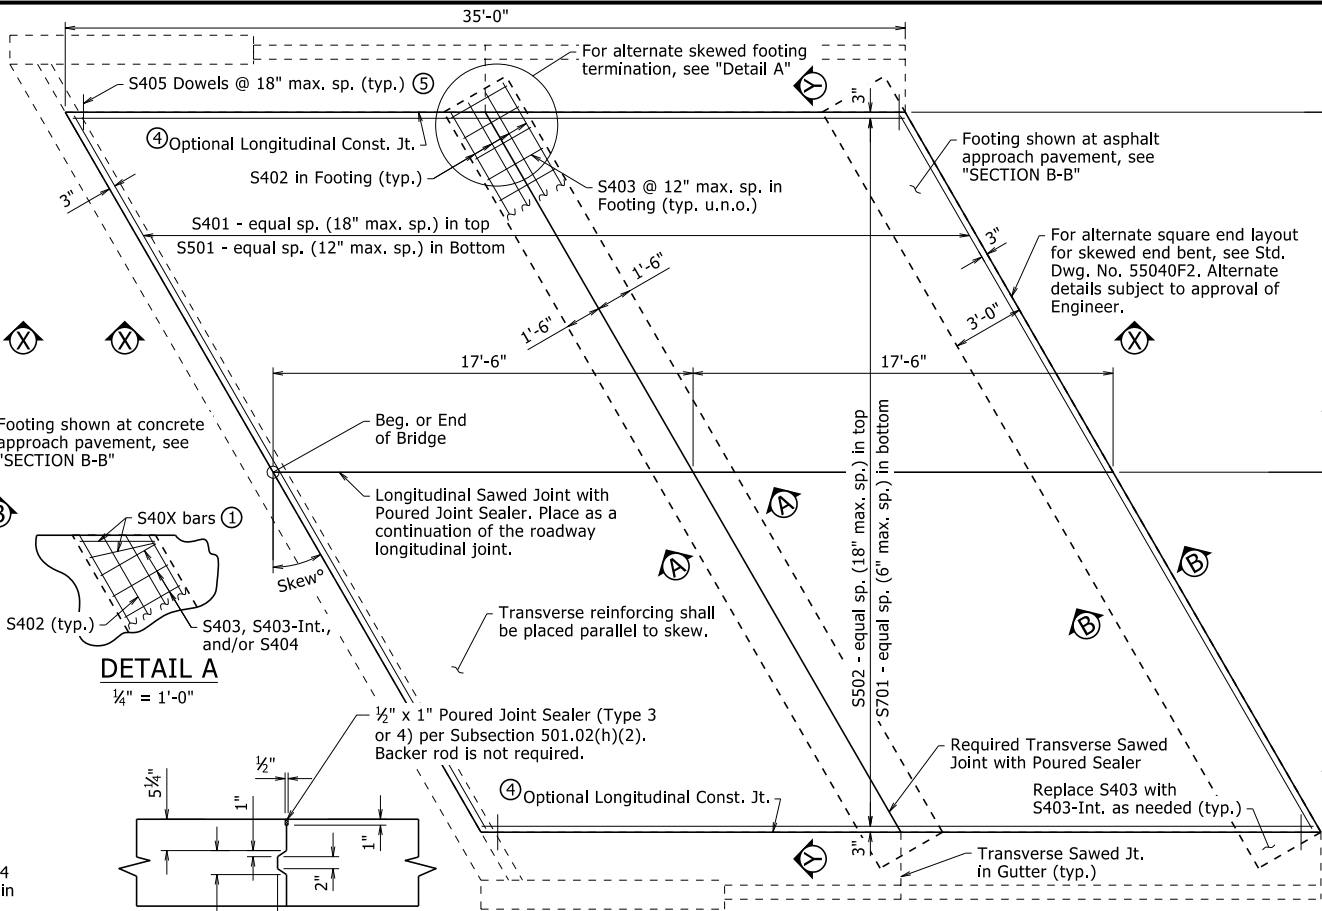 35'-0"
For alternate skewed footing
termination, see "Detail A"
S405 Dowels @ 18" max. sp. (typ.) ⑤
Y
3"
④ Optional Longitudinal Const. Jt.
Footing shown at asphalt
approach pavement, see
"SECTION B-B"
S402 in Footing (typ.)
S403 @ 12" max. sp. in
Footing (typ. u.n.o.)
3"
S401 - equal sp. (18" max. sp.) in top
S501 - equal sp. (12" max. sp.) in Bottom
3"
For alternate square end layout
for skewed end bent, see Std.
Dwg. No. 55040F2. Alternate
details subject to approval of
Engineer.
1'-6"
1'-6"
3'-0"
X
X
X
17'-6"
17'-6"
Footing shown at concrete
approach pavement, see
"SECTION B-B"
Beg. or End
of Bridge
S502 - equal sp. (18" max. sp.) in top
S701 - equal sp. (6" max. sp.) in bottom
Longitudinal Sawed Joint with
Poured Joint Sealer. Place as a
continuation of the roadway
longitudinal joint.
A
A
B
B
B
S40X bars ①
Skew°
S402 (typ.)
S403, S403-Int.,
and/or S404
DETAIL A
¼" = 1'-0"
Transverse reinforcing shall
be placed parallel to skew.
½" x 1" Poured Joint Sealer (Type 3
or 4) per Subsection 501.02(h)(2).
Backer rod is not required.
Required Transverse Sawed
Joint with Poured Sealer
Replace S403 with
S403-Int. as needed (typ.)
④ Optional Longitudinal Const. Jt.
½"
5¼"
1"
1"
2"
3"
Y
Transverse Sawed Jt.
in Gutter (typ.)
4
in